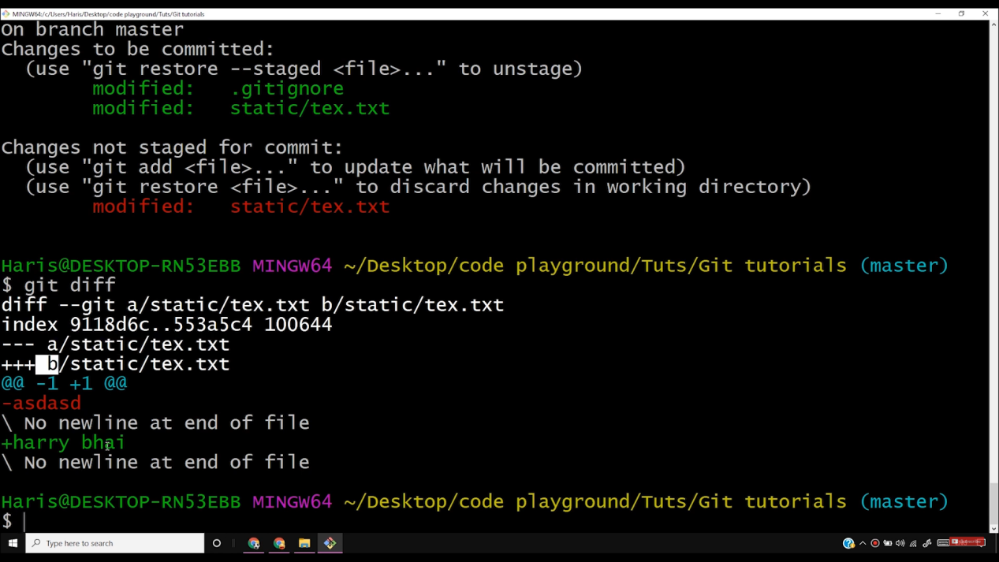 MINGW64:/c/Users/Haris/Desktop/code playground/Tuts/Git tutorials
On branch master
Changes to be committed:
  (use "git restore --staged <file>..." to unstage)
        modified:   .gitignore
        modified:   static/tex.txt
Changes not staged for commit:
  (use "git add <file>..." to update what will be committed)
  (use "git restore <file>..." to discard changes in working directory)
        modified:   static/tex.txt
Haris@DESKTOP-RN53EBB MINGW64 ~/Desktop/code playground/Tuts/Git tutorials (master)
$ git diff
diff --git a/static/tex.txt b/static/tex.txt
index 9118d6c..553a5c4 100644
--- a/static/tex.txt
+++ b/static/tex.txt
@@ -1 +1 @@
-asdasd
\ No newline at end of file
+harry bhai
\ No newline at end of file
Haris@DESKTOP-RN53EBB MINGW64 ~/Desktop/code playground/Tuts/Git tutorials (master)
$
Type here to search